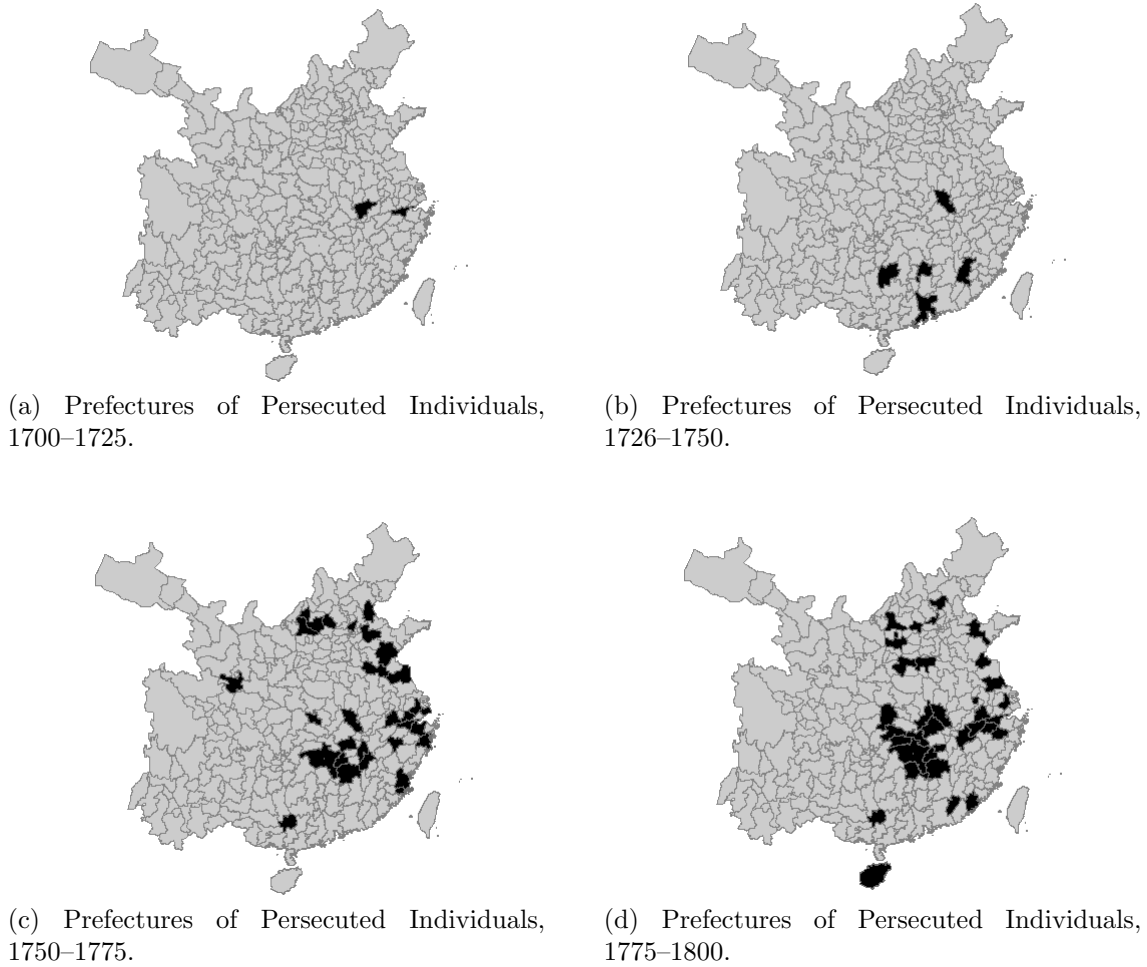 (a) Prefectures of Persecuted Individuals,
1700–1725.
(b) Prefectures of Persecuted Individuals,
1726–1750.
(c) Prefectures of Persecuted Individuals,
1750–1775.
(d) Prefectures of Persecuted Individuals,
1775–1800.